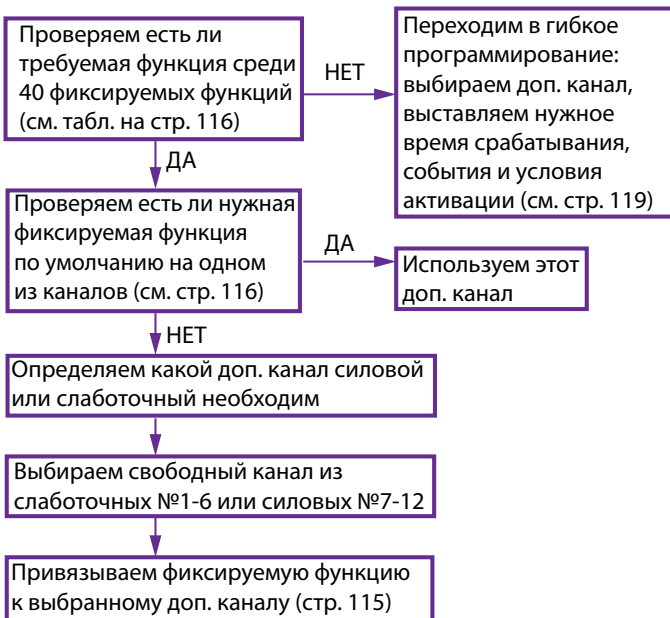 Проверяем есть ли
требуемая функция среди
40 фиксируемых функций
(см. табл. на стр. 116)
НЕТ
Переходим в гибкое
программирование:
выбираем доп. канал,
выставляем нужное
время срабатывания,
события и условия
активации (см. стр. 119)
ДА
Проверяем есть ли нужная
фиксируемая функция
по умолчанию на одном
из каналов (см. стр. 116)
ДА
Используем этот
доп. канал
НЕТ
Определяем какой доп. канал силовой
или слаботочный необходим
Выбираем свободный канал из
слаботочных №1-6 или силовых №7-12
Привязываем фиксируемую функцию
к выбранному доп. каналу (стр. 115)